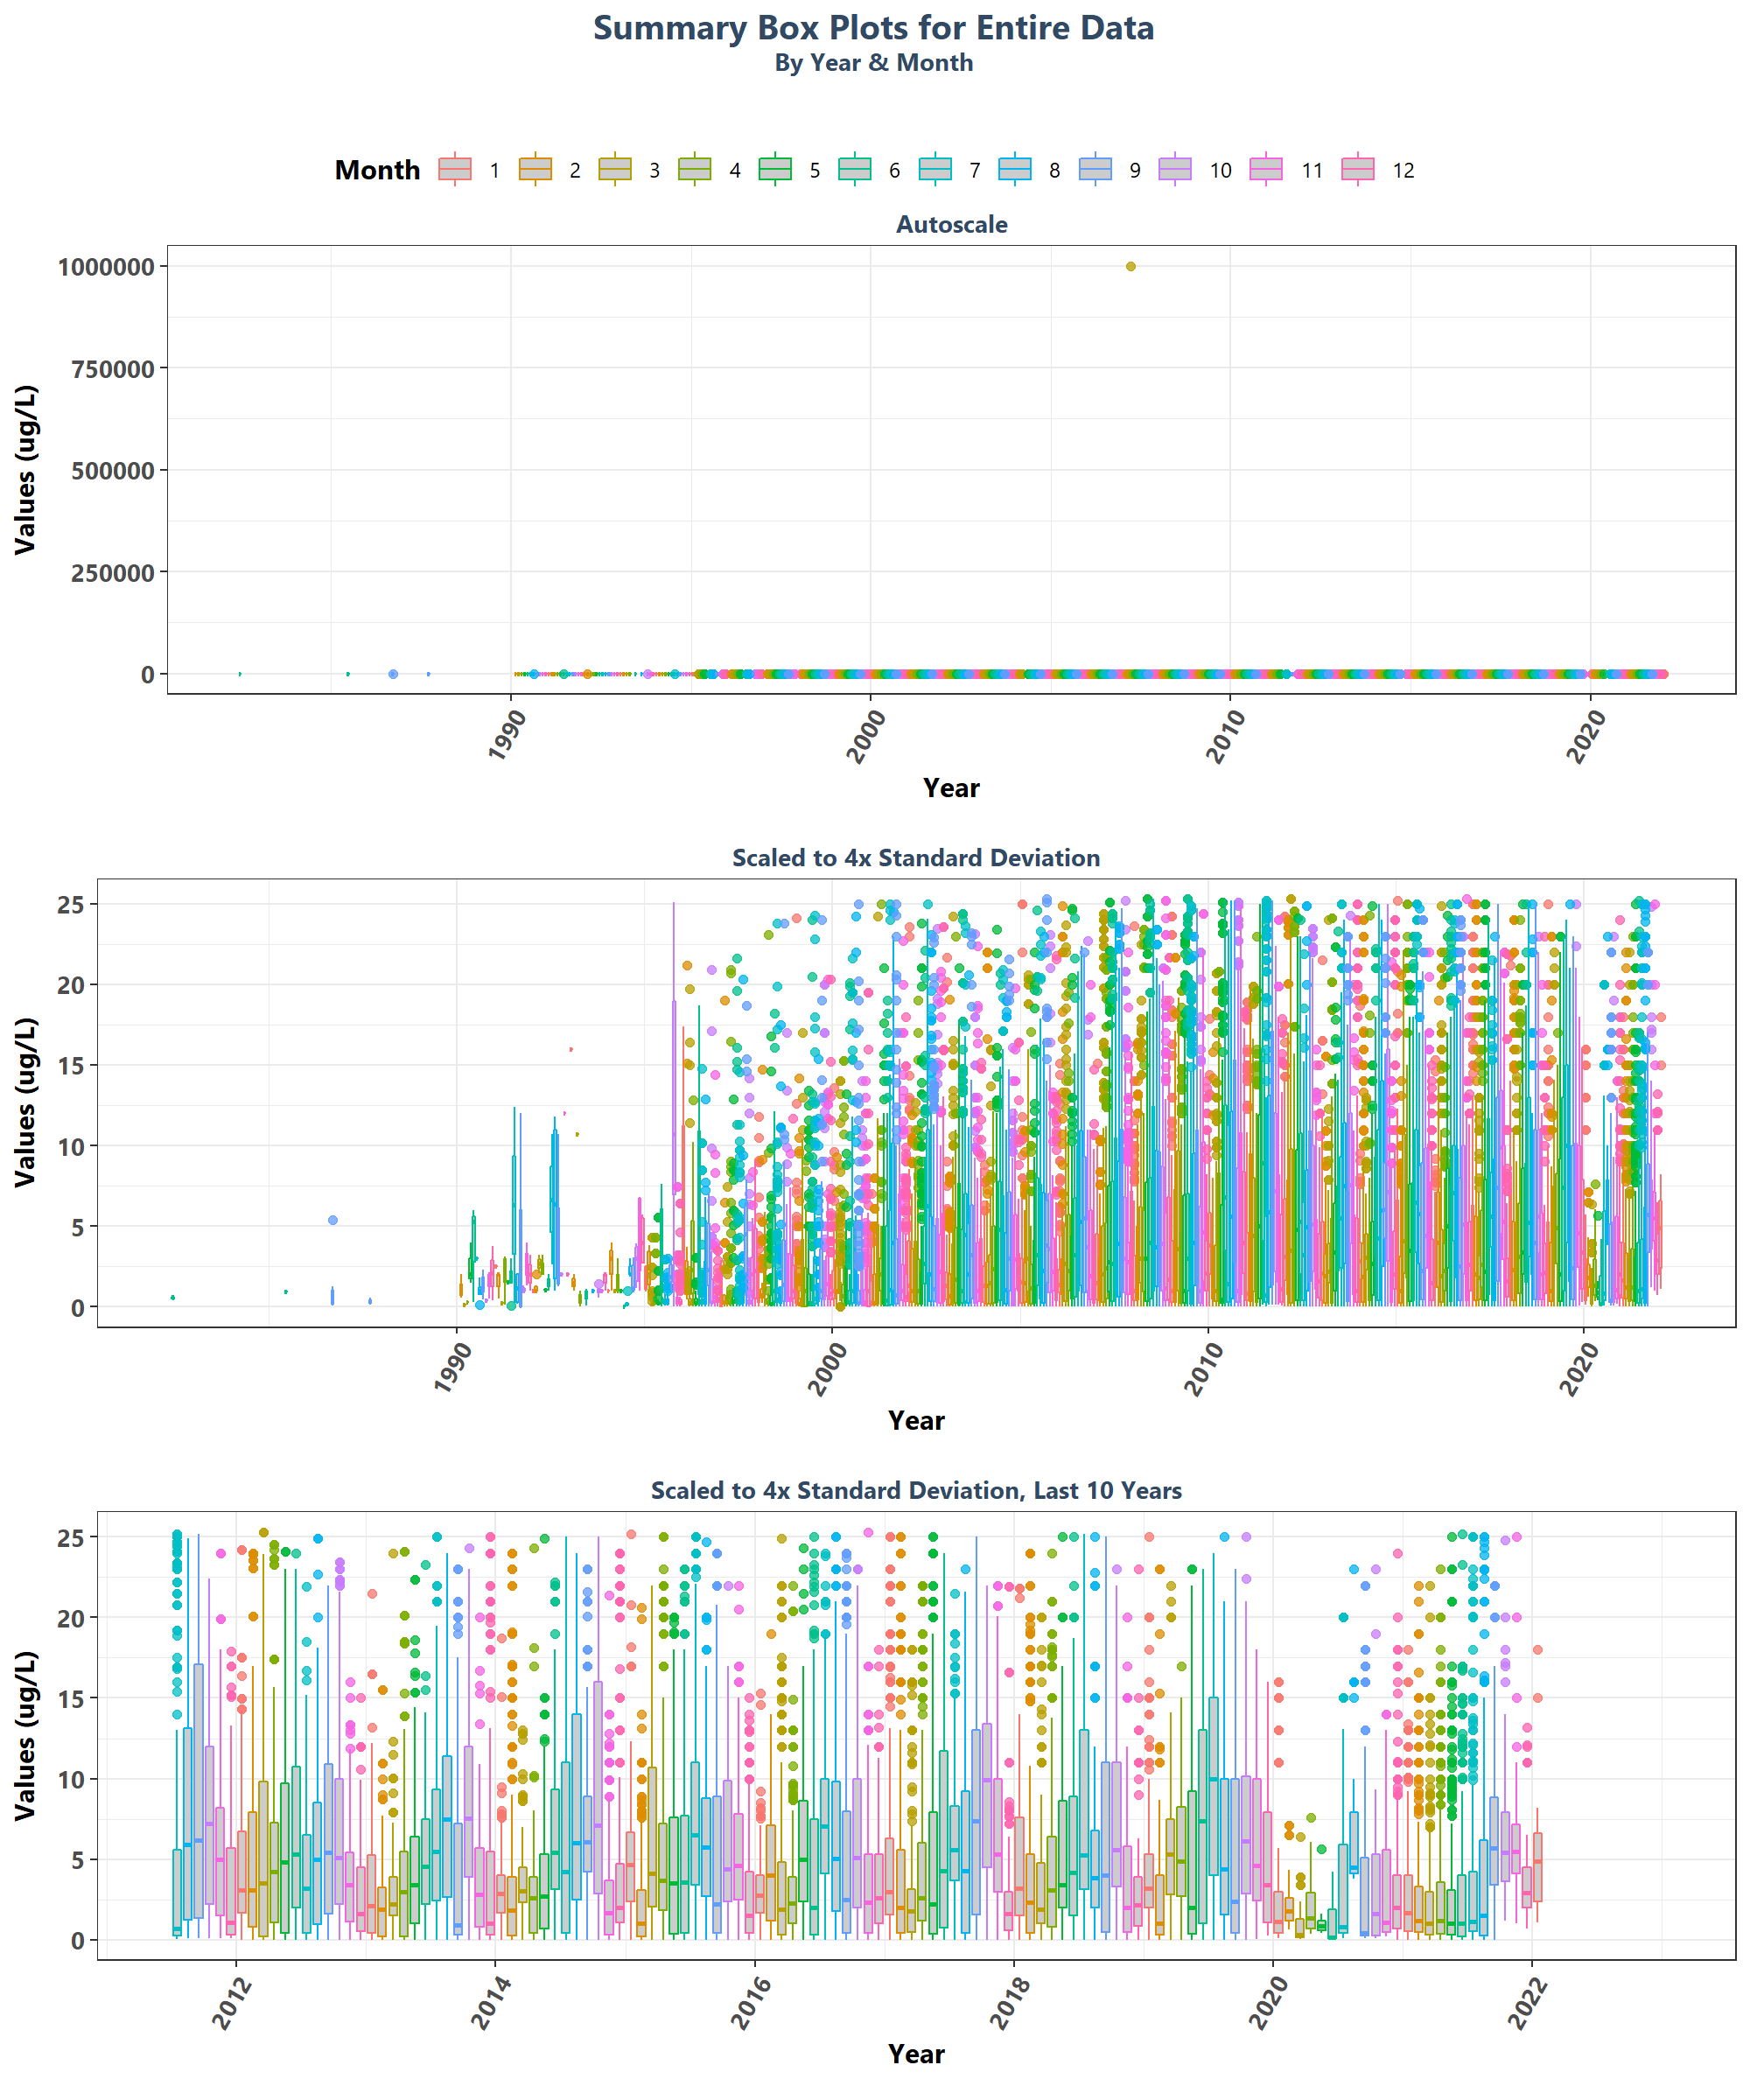 Summary Box Plots for Entire Data
By Year & Month
Month 1 2 3 4 5 6 7 8 9 10 11 12
Autoscale
1000000
750000
500000
250000
0
Values (ug/L)
1990 2000 2010 2020
Year
Scaled to 4x Standard Deviation
25
20
15
10
5
0
Values (ug/L)
1990 2000 2010 2020
Year
Scaled to 4x Standard Deviation, Last 10 Years
25
20
15
10
5
0
Values (ug/L)
2012 2014 2016 2018 2020 2022
Year